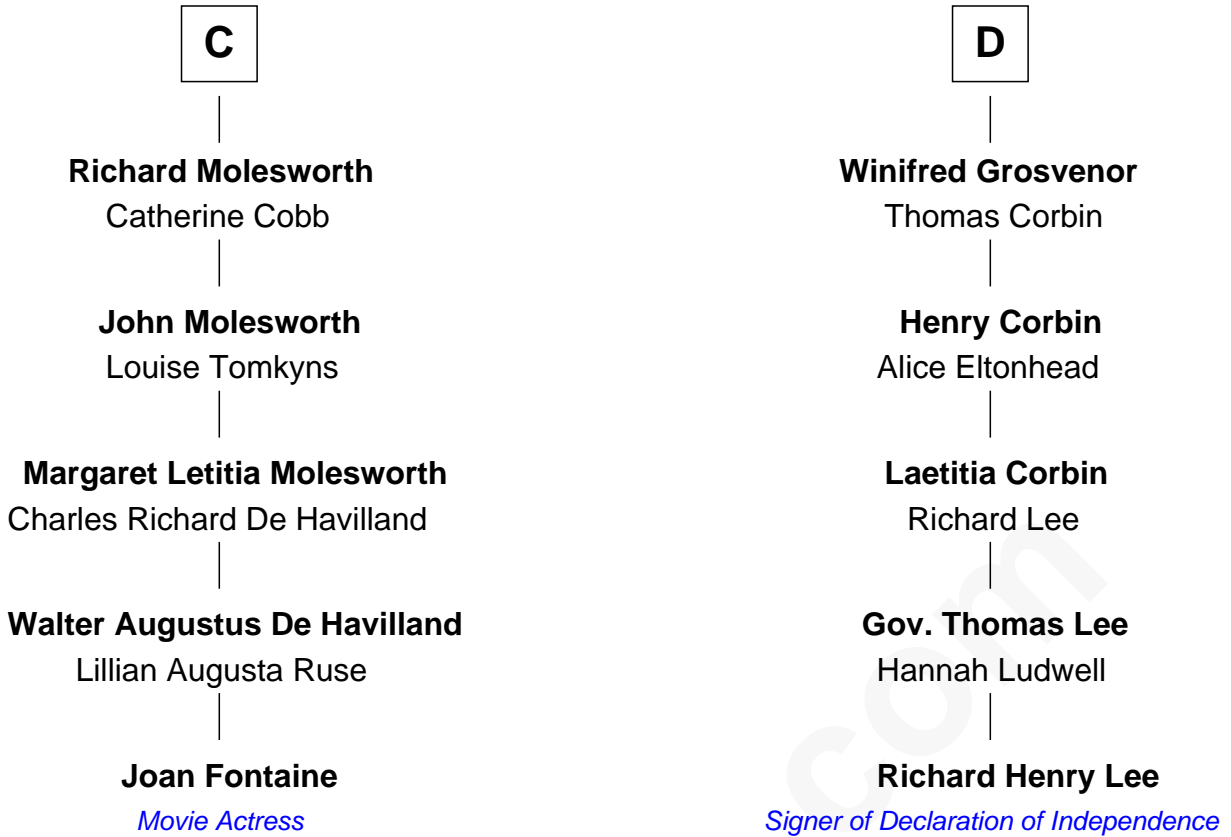 C
Richard Molesworth
Catherine Cobb
John Molesworth
Louise Tomkyns
Margaret Letitia Molesworth
Charles Richard De Havilland
Walter Augustus De Havilland
Lillian Augusta Ruse
Joan Fontaine
Movie Actress
D
Winifred Grosvenor
Thomas Corbin
Henry Corbin
Alice Eltonhead
Laetitia Corbin
Richard Lee
Gov. Thomas Lee
Hannah Ludwell
Richard Henry Lee
Signer of Declaration of Independence
com